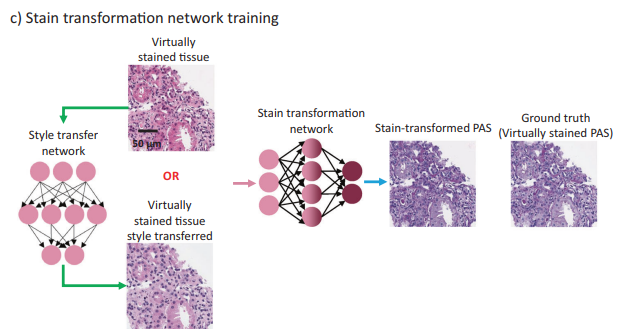 c) Stain transformation network training
Virtually
stained tissue
50 µm
Style transfer
network
OR
Virtually
stained tissue
style transferred
Stain transformation
network
Stain-transformed PAS
Ground truth
(Virtually stained PAS)